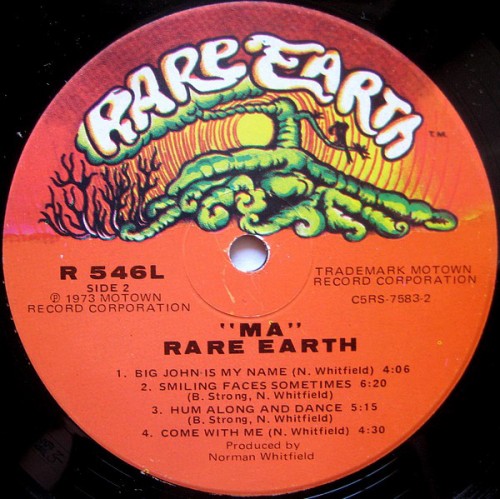 RARE EARTH
T.M.
R 546L
SIDE 2
℗ 1973 MOTOWN
RECORD CORPORATION
TRADEMARK MOTOWN
RECORD CORPORATION
C5RS-7583-2
"MA"
RARE EARTH
1. BIG JOHN IS MY NAME (N. Whitfield) 4:06
2. SMILING FACES SOMETIMES 6:20
(B. Strong, N. Whitfield)
3. HUM ALONG AND DANCE 5:15
(B. Strong, N. Whitfield)
4. COME WITH ME (N. Whitfield) 4:30
Produced by
Norman Whitfield